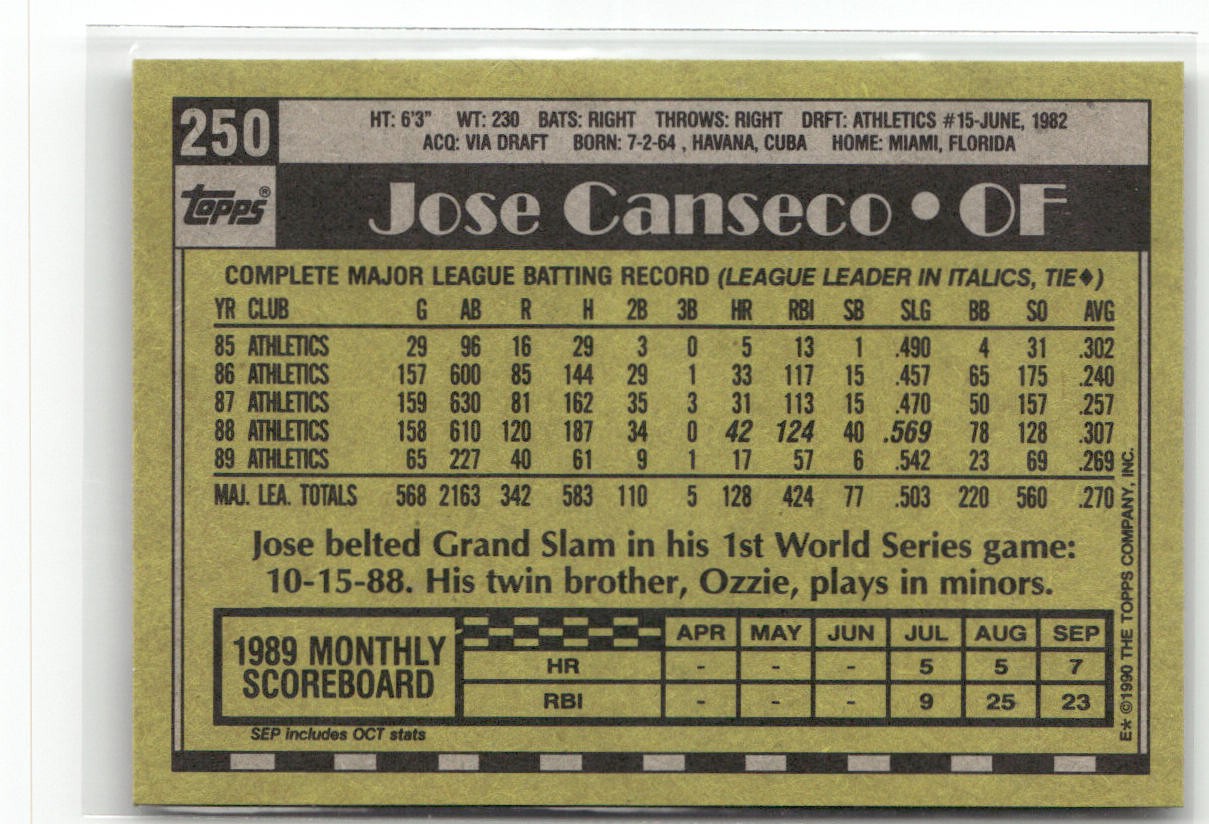 250
HT: 6'3" WT: 230 BATS: RIGHT THROWS: RIGHT DRFT: ATHLETICS #15-JUNE, 1982
ACQ: VIA DRAFT BORN: 7-2-64 , HAVANA, CUBA HOME: MIAMI, FLORIDA
Topps®
Jose Canseco • OF
COMPLETE MAJOR LEAGUE BATTING RECORD (LEAGUE LEADER IN ITALICS, TIE♦)
YR CLUB G AB R H 2B 3B HR RBI SB SLG BB SO AVG
85 ATHLETICS 29 96 16 29 3 0 5 13 1 .490 4 31 .302
86 ATHLETICS 157 600 85 144 29 1 33 117 15 .457 65 175 .240
87 ATHLETICS 159 630 81 162 35 3 31 113 15 .470 50 157 .257
88 ATHLETICS 158 610 120 187 34 0 42 124 40 .569 78 128 .307
89 ATHLETICS 65 227 40 61 9 1 17 57 6 .542 23 69 .269
MAJ. LEA. TOTALS 568 2163 342 583 110 5 128 424 77 .503 220 560 .270
Jose belted Grand Slam in his 1st World Series game:
10-15-88. His twin brother, Ozzie, plays in minors.
1989 MONTHLY
SCOREBOARD
APR MAY JUN JUL AUG SEP
HR - - - 5 5 7
RBI - - - 9 25 23
SEP includes OCT stats
E* ©1990 THE TOPPS COMPANY, INC.